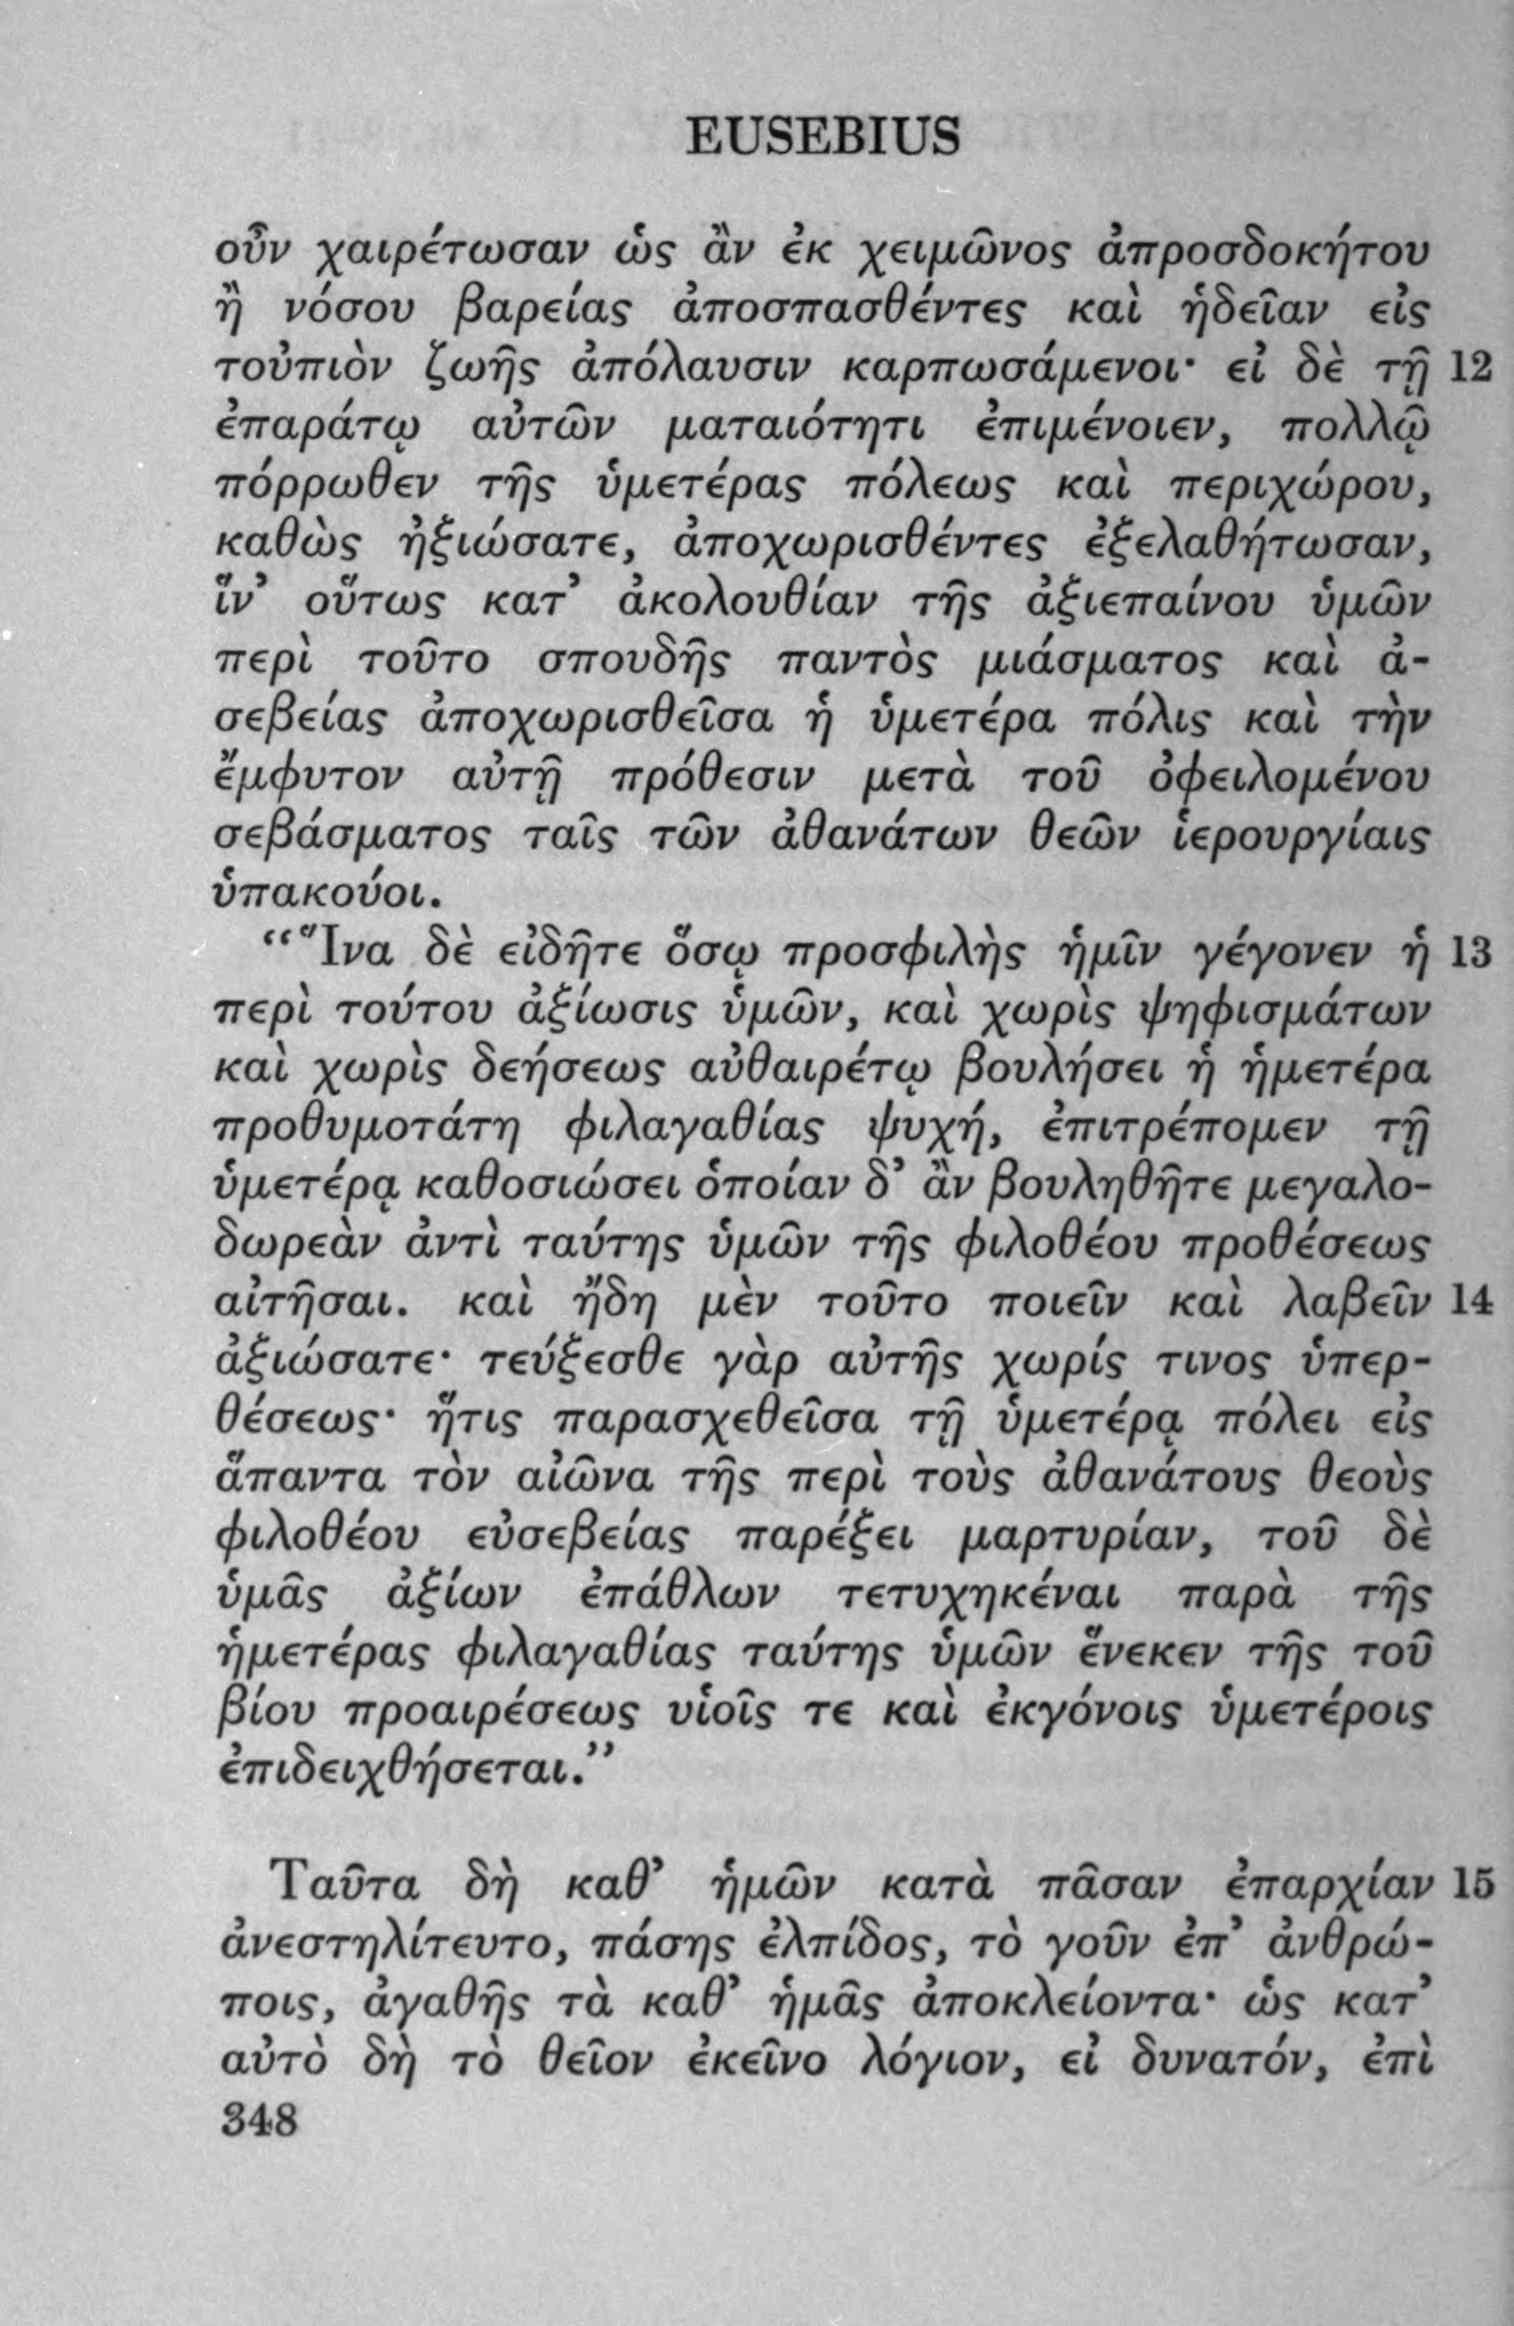 EUSEBIUS
οὖν χαιρέτωσαν ὡς ἂν ἐκ χειμῶνος ἀπροσδοκήτου
ἢ νόσου βαρείας ἀποσπασθέντες καὶ ἡδεῖαν εἰς
τοὐπιὸν ζωῆς ἀπόλαυσιν καρπωσάμενοι· εἰ δὲ τῇ 12
ἐπαράτῳ αὐτῶν ματαιότητι ἐπιμένοιεν, πολλῷ
πόρρωθεν τῆς ὑμετέρας πόλεως καὶ περιχώρου,
καθὼς ἠξιώσατε, ἀποχωρισθέντες ἐξελαθήτωσαν,
ἵν’ οὕτως κατ’ ἀκολουθίαν τῆς ἀξιεπαίνου ὑμῶν
περὶ τοῦτο σπουδῆς παντὸς μιάσματος καὶ ἀ-
σεβείας ἀποχωρισθεῖσα ἡ ὑμετέρα πόλις καὶ τὴν
ἔμφυτον αὐτῇ πρόθεσιν μετὰ τοῦ ὀφειλομένου
σεβάσματος ταῖς τῶν ἀθανάτων θεῶν ἱερουργίαις
ὑπακούοι.
“Ἵνα δὲ εἰδῆτε ὅσῳ προσφιλὴς ἡμῖν γέγονεν ἡ 13
περὶ τούτου ἀξίωσις ὑμῶν, καὶ χωρὶς ψηφισμάτων
καὶ χωρὶς δεήσεως αὐθαιρέτῳ βουλήσει ἡ ἡμετέρα
προθυμοτάτη φιλαγαθίας ψυχή, ἐπιτρέπομεν τῇ
ὑμετέρᾳ καθοσιώσει ὁποίαν δ’ ἂν βουληθῆτε μεγαλο-
δωρεὰν ἀντὶ ταύτης ὑμῶν τῆς φιλοθέου προθέσεως
αἰτῆσαι. καὶ ἤδη μὲν τοῦτο ποιεῖν καὶ λαβεῖν 14
ἀξιώσατε· τεύξεσθε γὰρ αὐτῆς χωρίς τινος ὑπερ-
θέσεως· ἥτις παρασχεθεῖσα τῇ ὑμετέρᾳ πόλει εἰς
ἅπαντα τὸν αἰῶνα τῆς περὶ τοὺς ἀθανάτους θεοὺς
φιλοθέου εὐσεβείας παρέξει μαρτυρίαν, τοῦ δὲ
ὑμᾶς ἀξίων ἐπάθλων τετυχηκέναι παρὰ τῆς
ἡμετέρας φιλαγαθίας ταύτης ὑμῶν ἕνεκεν τῆς τοῦ
βίου προαιρέσεως υἱοῖς τε καὶ ἐκγόνοις ὑμετέροις
ἐπιδειχθήσεται.”
Ταῦτα δὴ καθ’ ἡμῶν κατὰ πᾶσαν ἐπαρχίαν 15
ἀνεστηλίτευτο, πάσης ἐλπίδος, τὸ γοῦν ἐπ’ ἀνθρώ-
ποις, ἀγαθῆς τὰ καθ’ ἡμᾶς ἀποκλείοντα· ὡς κατ’
αὐτὸ δὴ τὸ θεῖον ἐκεῖνο λόγιον, εἰ δυνατόν, ἐπὶ
348